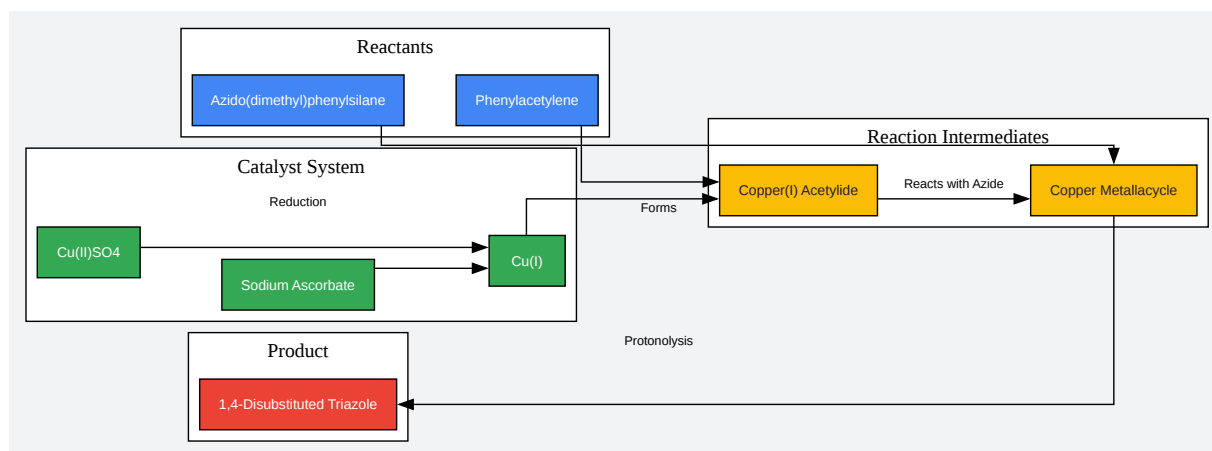 Reactants
Azido(dimethyl)phenylsilane
Phenylacetylene
Reaction Intermediates
Copper(I) Acetylide
Reacts with Azide
Copper Metallacycle
Catalyst System
Reduction
Forms
Cu(II)SO4
Sodium Ascorbate
Cu(I)
Protonolysis
Product
1,4-Disubstituted Triazole